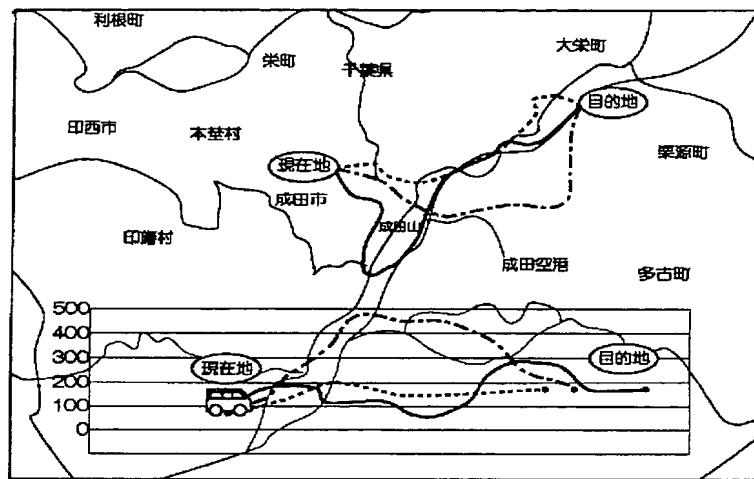 利根町
栄町
千葉県
大栄町
目的地
印西市
本埜村
栗源町
現在地
成田市
成田山
印旛村
成田空港
多古町
500
400
300
200
100
0
現在地
目的地